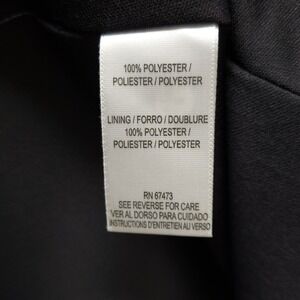 100% POLYESTER /
POLIESTER / POLYESTER
LINING / FORRO / DOUBLURE
100% POLYESTER /
POLIESTER / POLYESTER
RN 67473
SEE REVERSE FOR CARE
VER AL DORSO PARA CUIDADO
INSTRUCTIONS D'ENTRETIEN AU VERSO